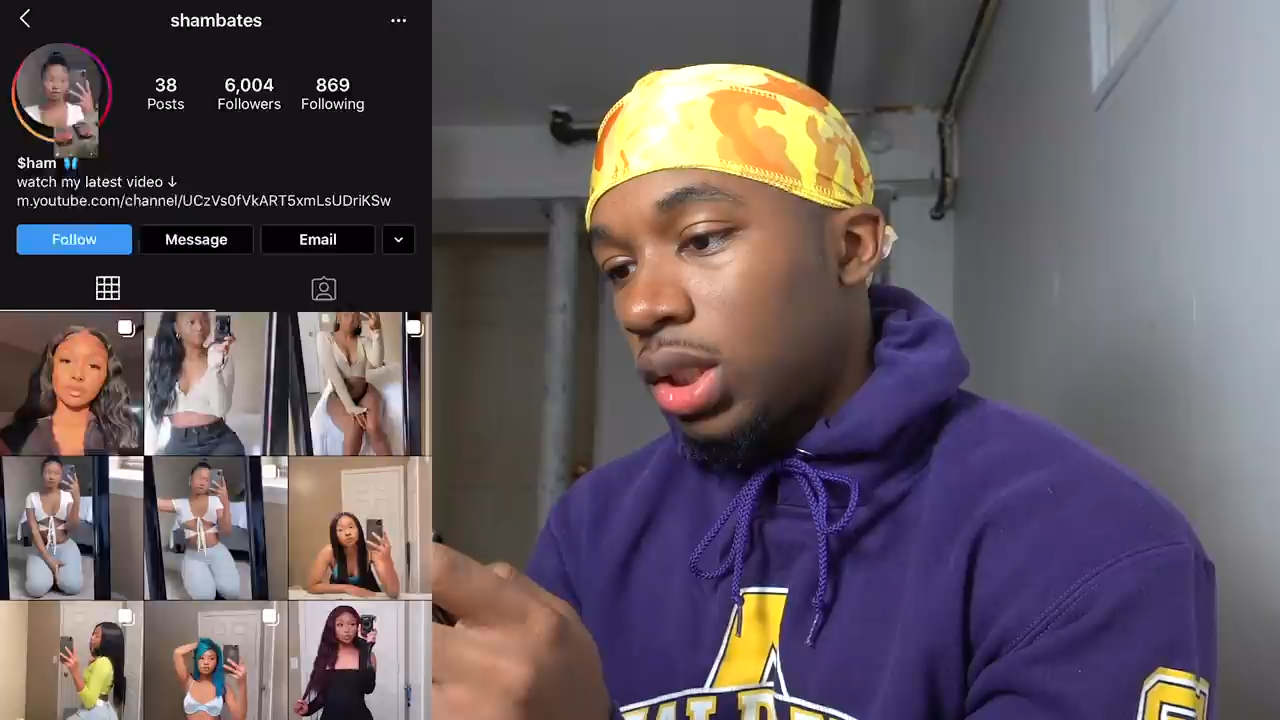 shambates
38 6,004 869
Posts Followers Following
$ham
watch my latest video ↓
m.youtube.com/channel/UCzVs0fVkART5xmLsUDriKSw
Follow Message Email
A